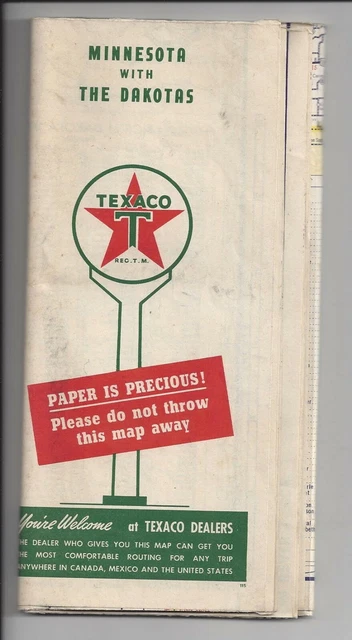 MINNESOTA
WITH
THE DAKOTAS
TEXACO
T
REG. T. M.
PAPER IS PRECIOUS!
Please do not throw
this map away
You're Welcome at TEXACO DEALERS
THE DEALER WHO GIVES YOU THIS MAP CAN GET YOU
THE MOST COMFORTABLE ROUTING FOR ANY TRIP
ANYWHERE IN CANADA, MEXICO AND THE UNITED STATES